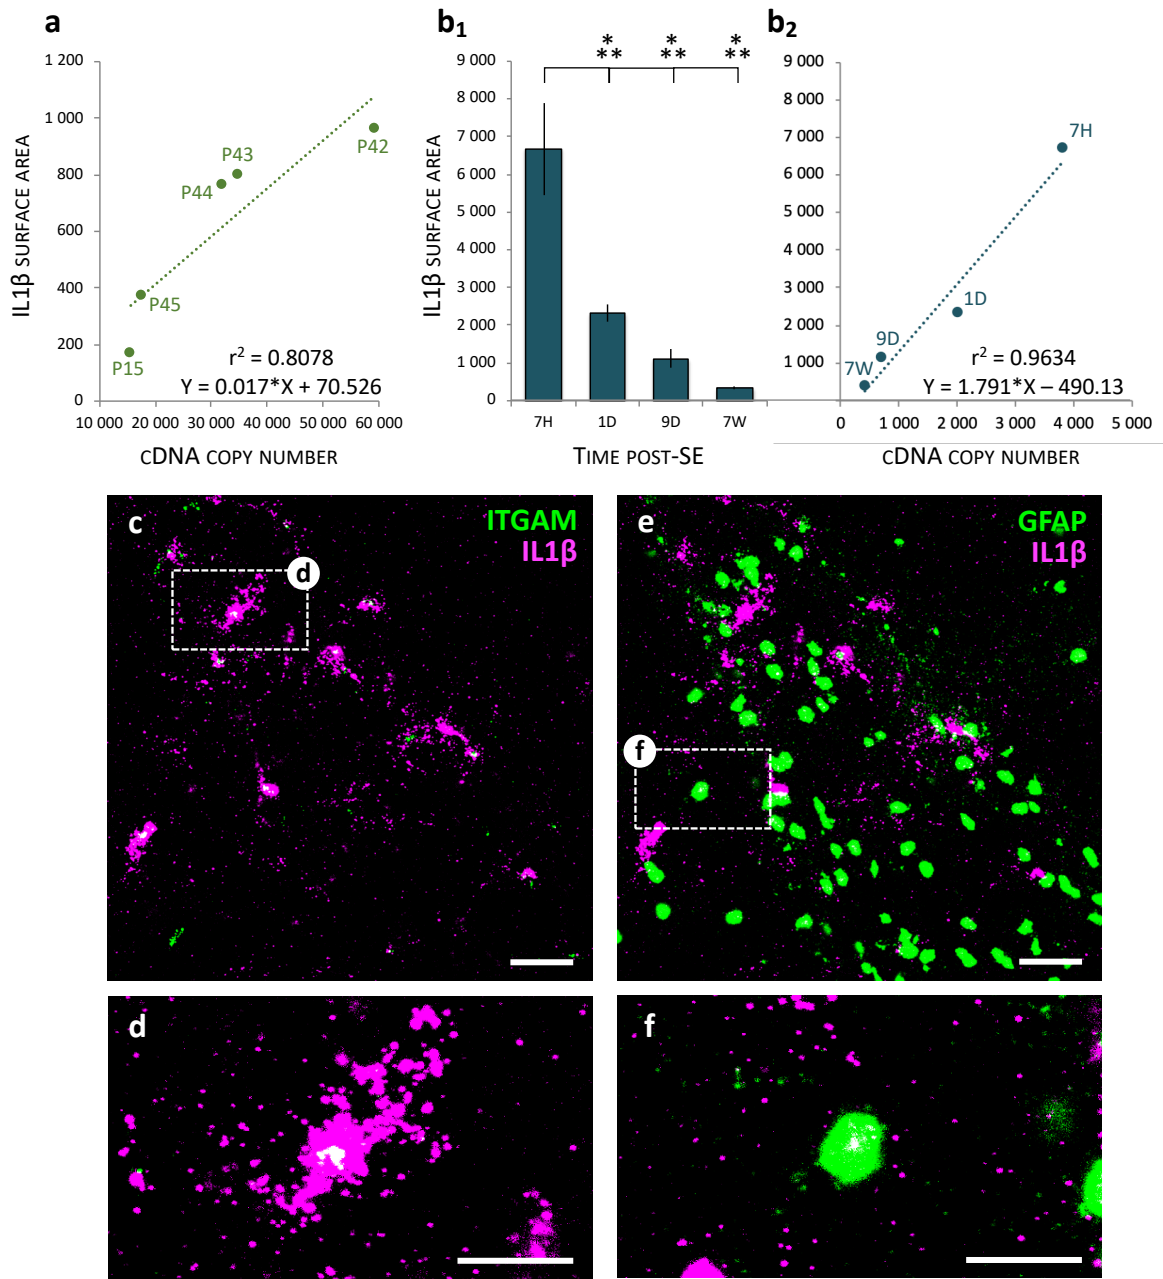 a
IL1β SURFACE AREA
1 200
1 000
800
600
400
200
0
P43
P44
P42
P45
P15
r² = 0.8078
Y = 0.017*X + 70.526
10 000 20 000 30 000 40 000 50 000 60 000
CDNA COPY NUMBER
b₁
* * *
** ** **
IL1β SURFACE AREA
9 000
8 000
7 000
6 000
5 000
4 000
3 000
2 000
1 000
0
7H 1D 9D 7W
TIME POST-SE
b₂
9 000
8 000
7 000
6 000
5 000
4 000
3 000
2 000
1 000
0
7H
1D
9D
7W
r² = 0.9634
Y = 1.791*X – 490.13
0 1 000 2 000 3 000 4 000 5 000
CDNA COPY NUMBER
c
ITGAM
IL1β
d
e
GFAP
IL1β
f
d
f